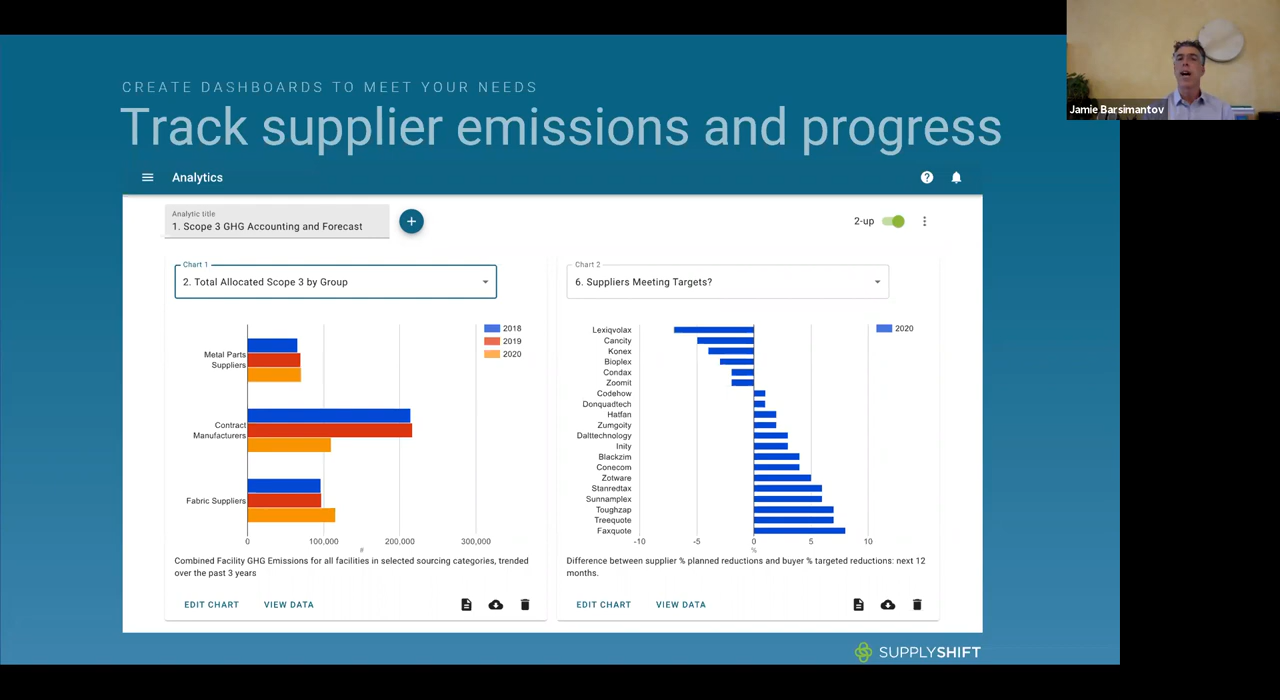 Jamie Barsimantov
CREATE DASHBOARDS TO MEET YOUR NEEDS
Track supplier emissions and progress
Analytics
?
Analytic title
1. Scope 3 GHG Accounting and Forecast
+
2-up
Chart 1
2. Total Allocated Scope 3 by Group
2018
2019
2020
Metal Parts
Suppliers
Contract
Manufacturers
Fabric Suppliers
0 100,000 200,000 300,000
#
Combined Facility GHG Emissions for all facilities in selected sourcing categories, trended
over the past 3 years
EDIT CHART VIEW DATA
Chart 2
6. Suppliers Meeting Targets?
2020
Lexiqvolax
Cancity
Konex
Bioplex
Condax
Zoomit
Codehow
Donquadtech
Hatfan
Zumgoity
Dalttechnology
Inity
Blackzim
Conecom
Zotware
Stanredtax
Sunnamplex
Toughzap
Treequote
Faxquote
-10 -5 0 5 10
%
Difference between supplier % planned reductions and buyer % targeted reductions: next 12
months.
EDIT CHART VIEW DATA
SUPPLYSHIFT